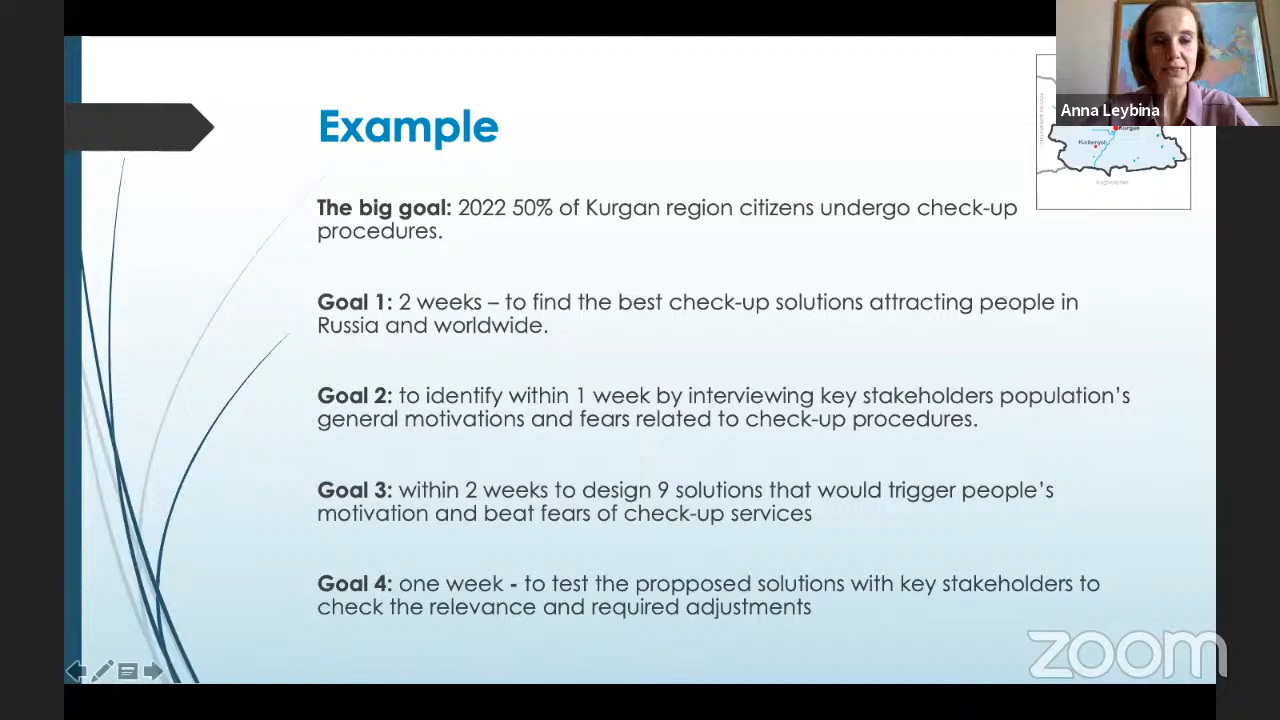 Example
Anna Leybina
Kurgan
Kurtamysh
KAZAKHSTAN
The big goal: 2022 50% of Kurgan region citizens undergo check-up
procedures.
Goal 1: 2 weeks – to find the best check-up solutions attracting people in
Russia and worldwide.
Goal 2: to identify within 1 week by interviewing key stakeholders population’s
general motivations and fears related to check-up procedures.
Goal 3: within 2 weeks to design 9 solutions that would trigger people’s
motivation and beat fears of check-up services
Goal 4: one week - to test the propposed solutions with key stakeholders to
check the relevance and required adjustments
zoom